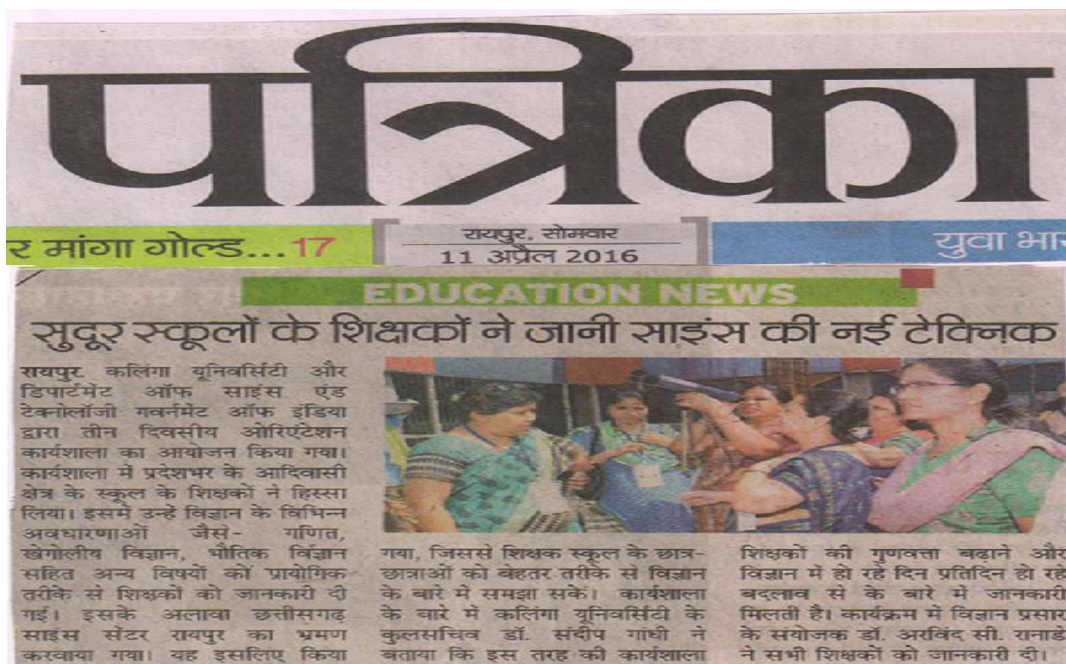 पत्रिका
र मांगा गोल्ड...17
रायपुर, सोमवार
11 अप्रैल 2016
युवा भा
EDUCATION NEWS
सुदूर स्कूलों के शिक्षकों ने जानी साइंस की नई टेक्निक
रायपुर. कलिंगा यूनिवर्सिटी और
डिपार्टमेंट ऑफ साइंस एंड
टेक्नोलॉजी गवर्नमेंट ऑफ इंडिया
द्वारा तीन दिवसीय ओरिएंटेशन
कार्यशाला का आयोजन किया गया।
कार्यशाला में प्रदेशभर के आदिवासी
क्षेत्र के स्कूल के शिक्षकों ने हिस्सा
लिया। इसमें उन्हें विज्ञान के विभिन्न
अवधारणाओं जैसे- गणित,
खगोलीय विज्ञान, भौतिक विज्ञान
सहित अन्य विषयों को प्रायोगिक
तरीके से शिक्षकों को जानकारी दी
गई। इसके अलावा छत्तीसगढ़
साइंस सेंटर रायपुर का भ्रमण
करवाया गया। यह इसलिए किया
गया, जिससे शिक्षक स्कूल के छात्र-
छात्राओं को बेहतर तरीके से विज्ञान
के बारे में समझा सकें। कार्यशाला
के बारे में कलिंगा यूनिवर्सिटी के
कुलसचिव डॉ. संदीप गांधी ने
बताया कि इस तरह की कार्यशाला
शिक्षकों की गुणवत्ता बढ़ाने और
विज्ञान में हो रहे दिन प्रतिदिन हो रहे
बदलाव से के बारे में जानकारी
मिलती है। कार्यक्रम में विज्ञान प्रसार
के संयोजक डॉ. अरविंद सी. रानाडे
ने सभी शिक्षकों को जानकारी दी।